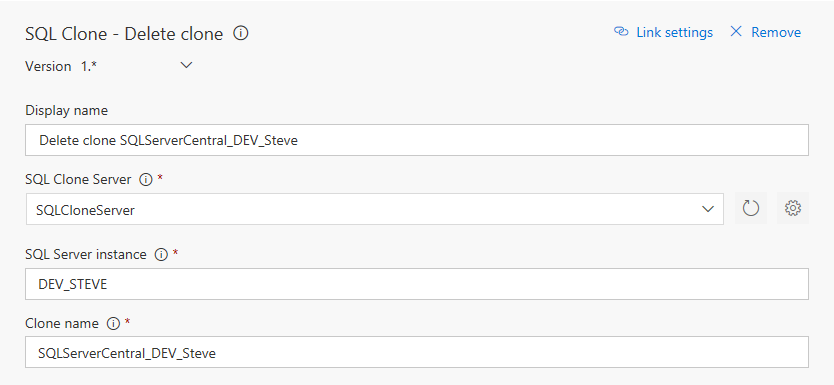 SQL Clone - Delete clone
Link settings
Remove
Version 1.*
Display name
Delete clone SQLServerCentral_DEV_Steve
SQL Clone Server *
SQLCloneServer
SQL Server instance *
DEV_STEVE
Clone name *
SQLServerCentral_DEV_Steve